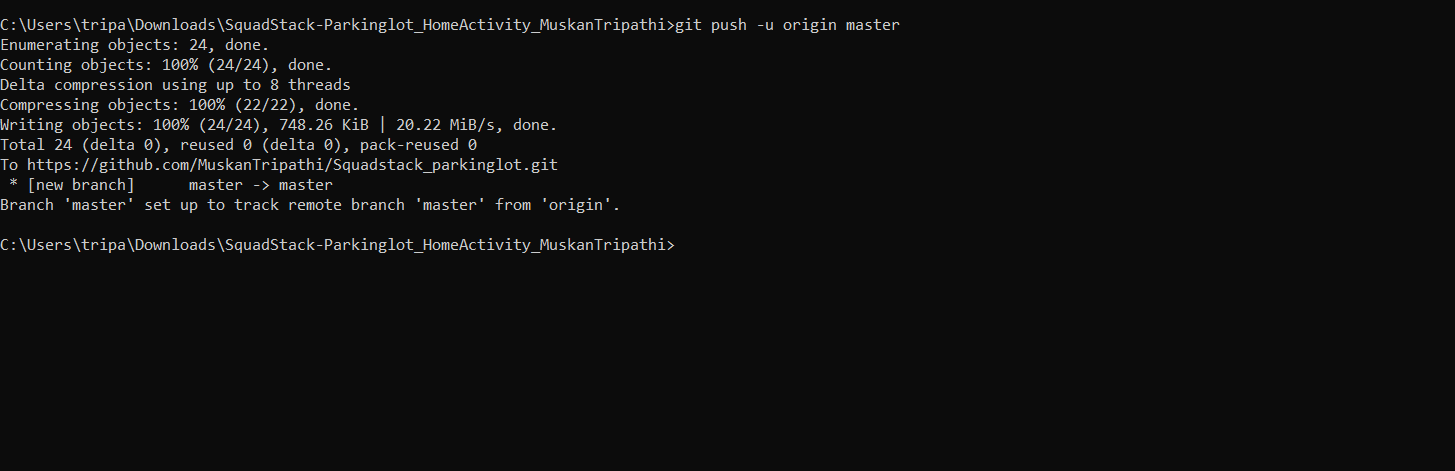 C:\Users\tripa\Downloads\SquadStack-Parkinglot_HomeActivity_MuskanTripathi>git push -u origin master
Enumerating objects: 24, done.
Counting objects: 100% (24/24), done.
Delta compression using up to 8 threads
Compressing objects: 100% (22/22), done.
Writing objects: 100% (24/24), 748.26 KiB | 20.22 MiB/s, done.
Total 24 (delta 0), reused 0 (delta 0), pack-reused 0
To https://github.com/MuskanTripathi/Squadstack_parkinglot.git
 * [new branch]      master -> master
Branch 'master' set up to track remote branch 'master' from 'origin'.
C:\Users\tripa\Downloads\SquadStack-Parkinglot_HomeActivity_MuskanTripathi>